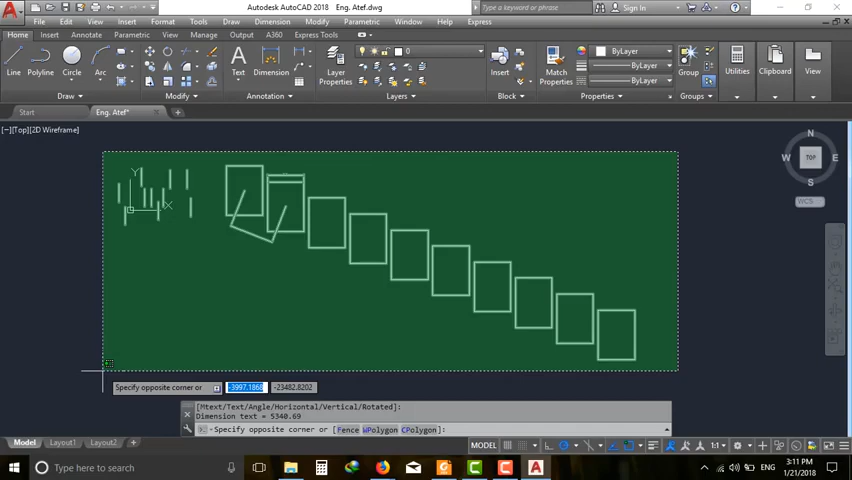 Autodesk AutoCAD 2018   Eng. Atef.dwg
Type a keyword or phrase
Sign In
File Edit View Insert Format Tools Draw Dimension Modify Parametric Window Help Express
Home Insert Annotate Parametric View Manage Output A360 Express Tools
0
ByLayer
ByLayer
ByLayer
Line Polyline Circle Arc
Text Dimension
Layer Properties
Insert
Match Properties
Group
Utilities Clipboard View
Draw Modify Annotation Layers Block Properties Groups
Start Eng. Atef*
[−][Top][2D Wireframe]
N
W TOP E
S
WCS
Y
X
Specify opposite corner or -3997.1868 -23482.8202
[Mtext/Text/Angle/Horizontal/Vertical/Rotated]:
Dimension text = 5340.69
Specify opposite corner or [Fence WPolygon CPolygon]:
Model Layout1 Layout2 MODEL 1:1
Type here to search
ENG
3:11 PM
1/21/2018